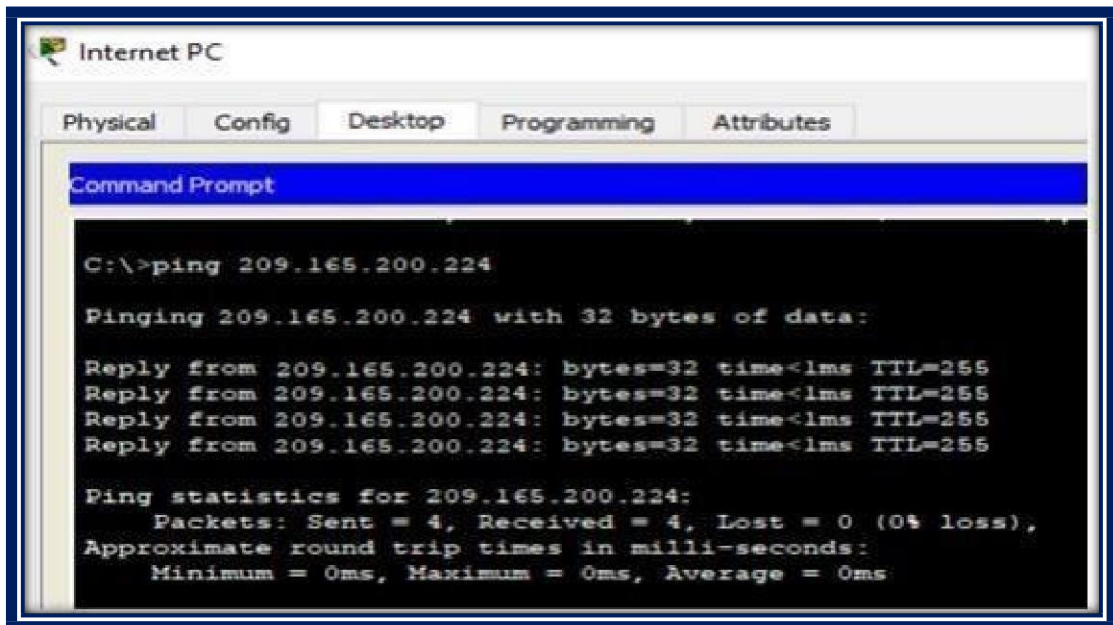 Internet PC
Physical Config Desktop Programming Attributes
Command Prompt
C:\>ping 209.165.200.224
Pinging 209.165.200.224 with 32 bytes of data:
Reply from 209.165.200.224: bytes=32 time<1ms TTL=255
Reply from 209.165.200.224: bytes=32 time<1ms TTL=255
Reply from 209.165.200.224: bytes=32 time<1ms TTL=255
Reply from 209.165.200.224: bytes=32 time<1ms TTL=255
Ping statistics for 209.165.200.224:
Packets: Sent = 4, Received = 4, Lost = 0 (0% loss),
Approximate round trip times in milli-seconds:
Minimum = 0ms, Maximum = 0ms, Average = 0ms